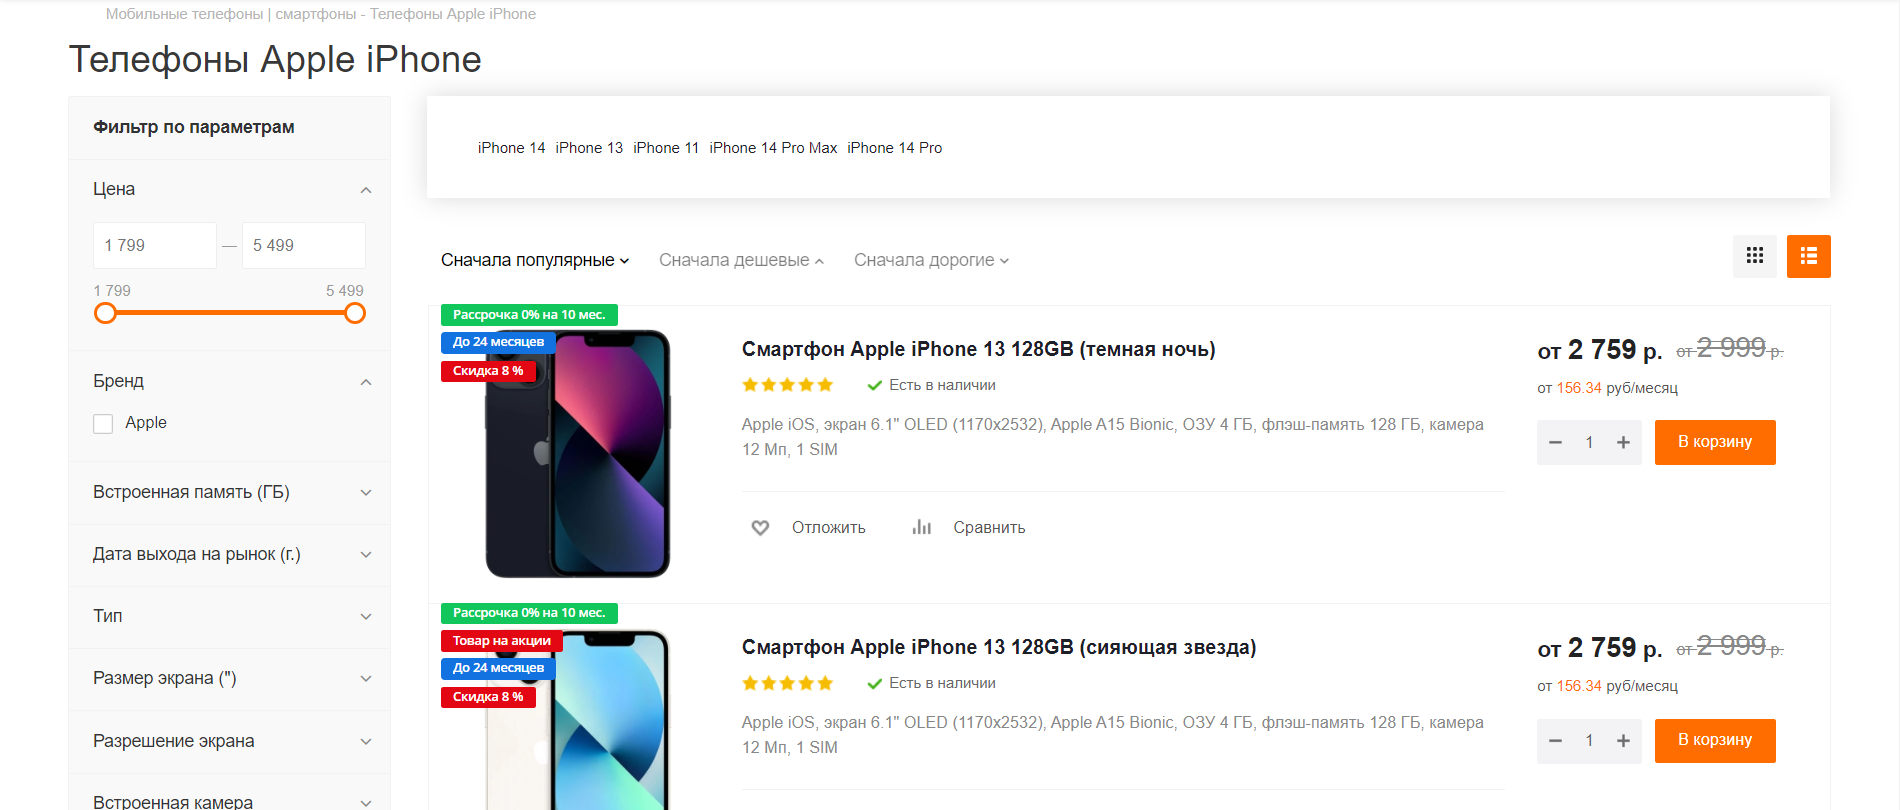 Мобильные телефоны | смартфоны - Телефоны Apple iPhone
Телефоны Apple iPhone
Фильтр по параметрам
Цена
1 799 — 5 499
1 799 5 499
Бренд
Apple
Встроенная память (ГБ)
Дата выхода на рынок (г.)
Тип
Размер экрана (")
Разрешение экрана
Встроенная камера
iPhone 14 iPhone 13 iPhone 11 iPhone 14 Pro Max iPhone 14 Pro
Сначала популярные Сначала дешевые Сначала дорогие
Рассрочка 0% на 10 мес.
До 24 месяцев
Скидка 8 %
Смартфон Apple iPhone 13 128GB (темная ночь)
Есть в наличии
Apple iOS, экран 6.1" OLED (1170x2532), Apple A15 Bionic, ОЗУ 4 ГБ, флэш-память 128 ГБ, камера
12 Мп, 1 SIM
Отложить Сравнить
от 2 759 р. от 2 999 р.
от 156.34 руб/месяц
− 1 + В корзину
Рассрочка 0% на 10 мес.
Товар на акции
До 24 месяцев
Скидка 8 %
Смартфон Apple iPhone 13 128GB (сияющая звезда)
Есть в наличии
Apple iOS, экран 6.1" OLED (1170x2532), Apple A15 Bionic, ОЗУ 4 ГБ, флэш-память 128 ГБ, камера
12 Мп, 1 SIM
от 2 759 р. от 2 999 р.
от 156.34 руб/месяц
− 1 + В корзину